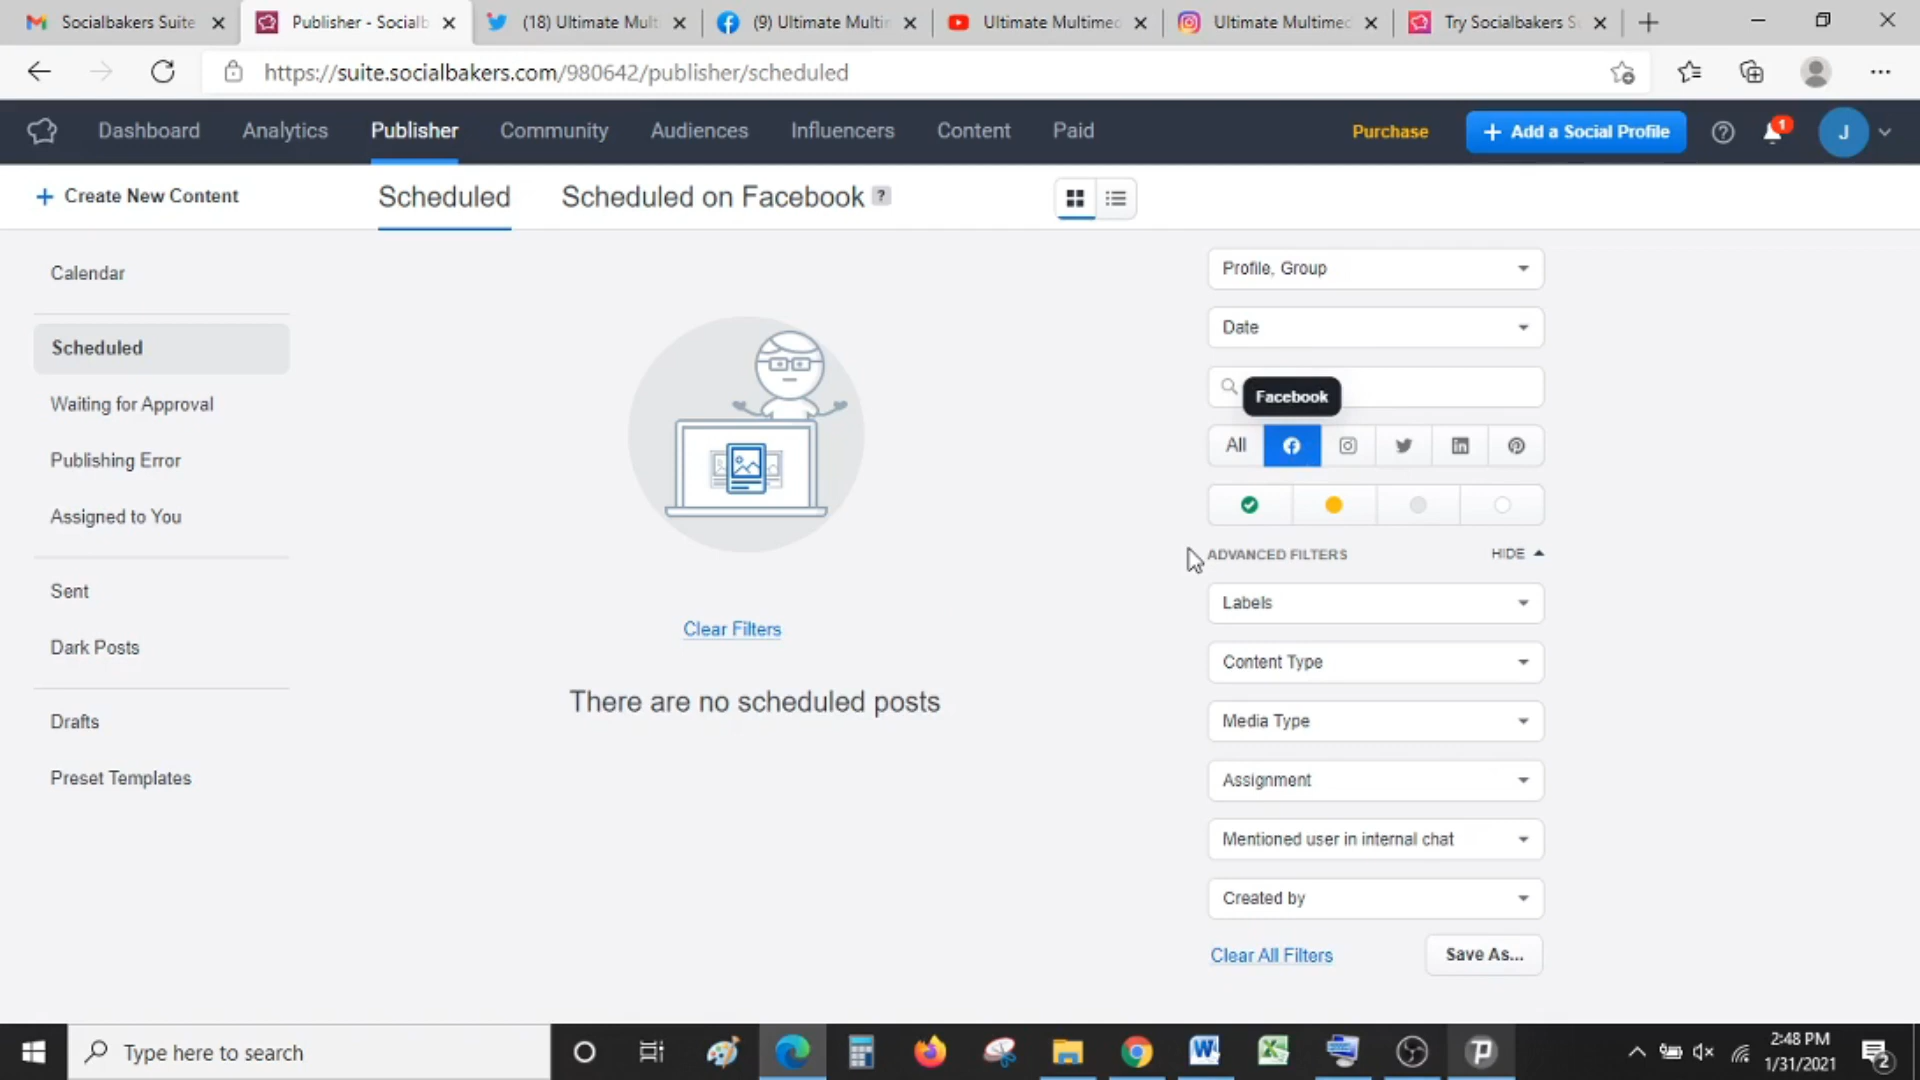 Socialbakers Suite
Publisher - Socialb
(18) Ultimate Mult
(9) Ultimate Multin
Ultimate Multimed
Ultimate Multimed
Try Socialbakers S
https://suite.socialbakers.com/980642/publisher/scheduled
Dashboard
Analytics
Publisher
Community
Audiences
Influencers
Content
Paid
Purchase
+ Add a Social Profile
?
1
J
+ Create New Content
Scheduled
Scheduled on Facebook ?
Calendar
Scheduled
Waiting for Approval
Publishing Error
Assigned to You
Sent
Dark Posts
Drafts
Preset Templates
Clear Filters
There are no scheduled posts
Profile, Group
Date
Facebook
All
ADVANCED FILTERS
HIDE
Labels
Content Type
Media Type
Assignment
Mentioned user in internal chat
Created by
Clear All Filters
Save As...
Type here to search
2:48 PM
1/31/2021
2